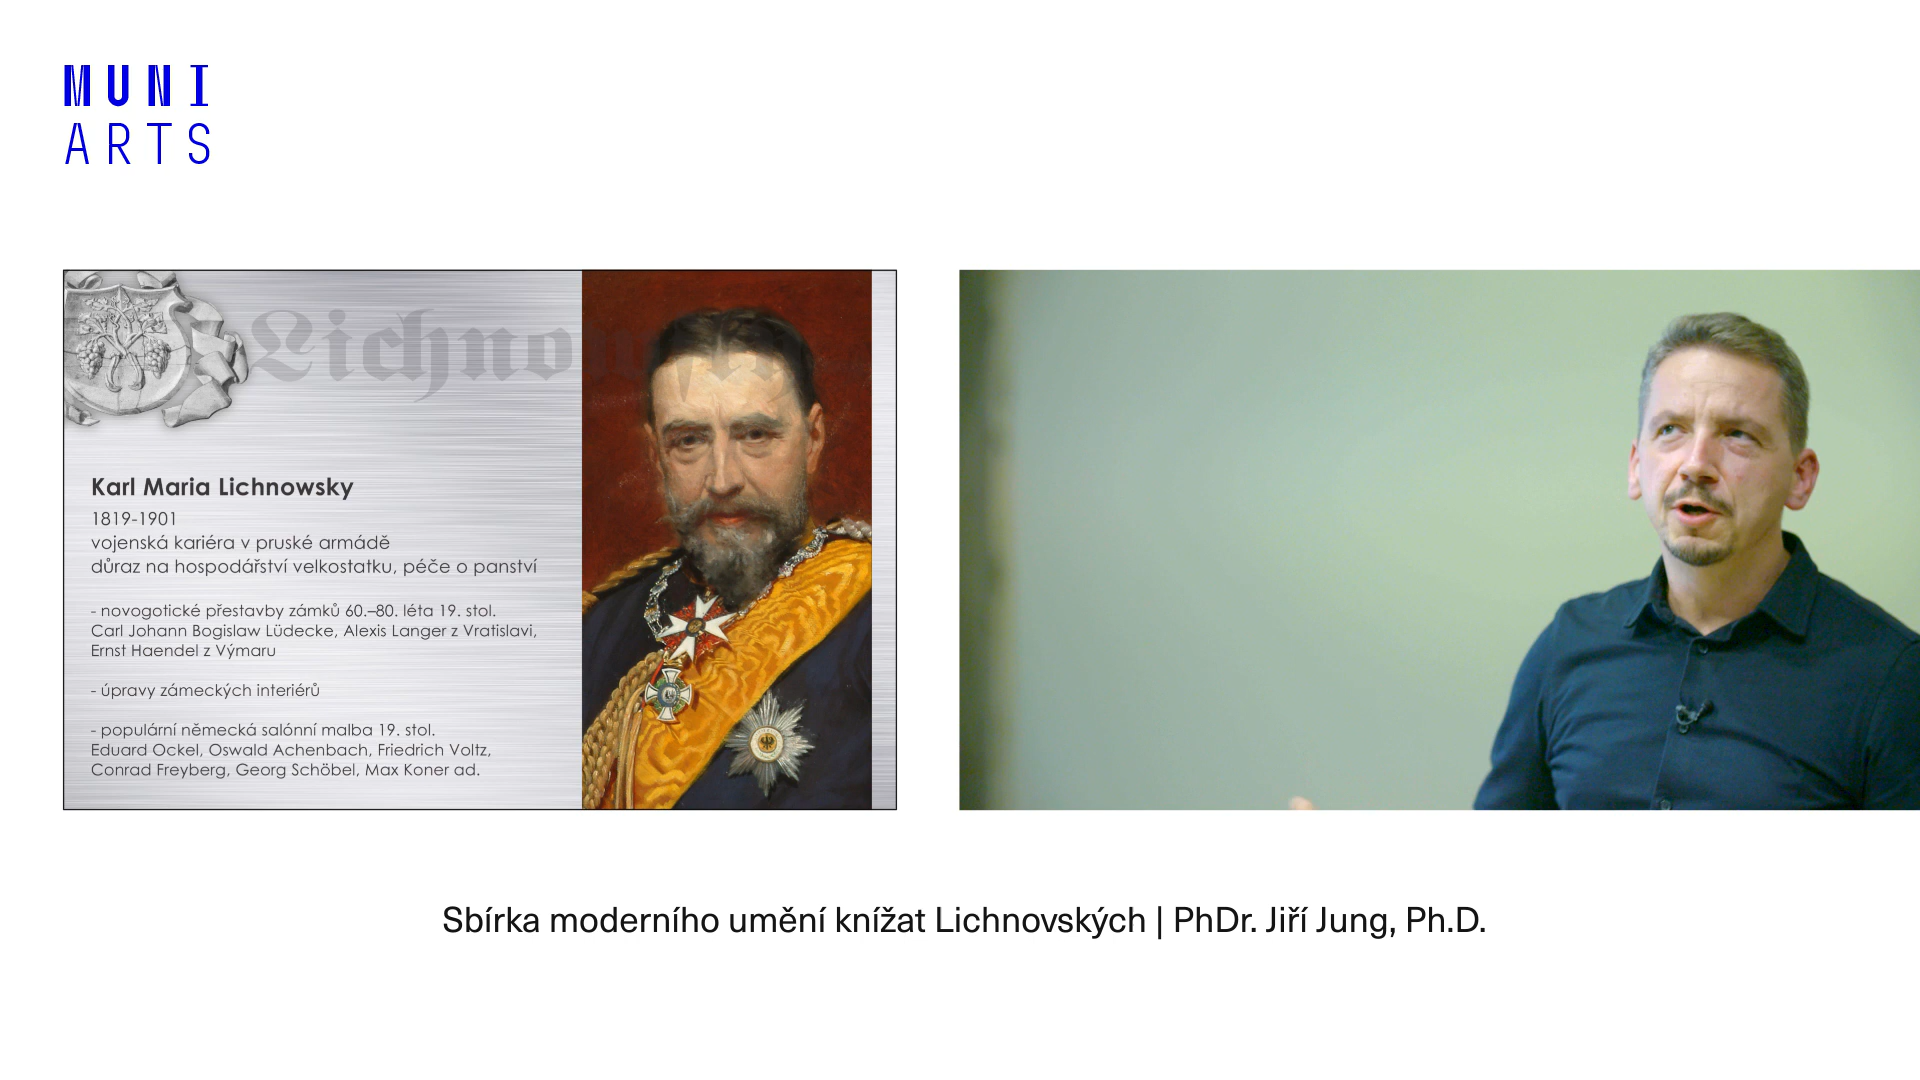 MUNI
ARTS
Karl Maria Lichnowsky
1819-1901
vojenská kariéra v pruské armádě
důraz na hospodářství velkostatku, péče o panství
- novogotické přestavby zámků 60.–80. léta 19. stol.
Carl Johann Bogislaw Lüdecke, Alexis Langer z Vratislavi,
Ernst Haendel z Výmaru
- úpravy zámeckých interiérů
- populární německá salónní malba 19. stol.
Eduard Ockel, Oswald Achenbach, Friedrich Voltz,
Conrad Freyberg, Georg Schöbel, Max Koner ad.
Sbírka moderního umění knížat Lichnovských | PhDr. Jiří Jung, Ph.D.